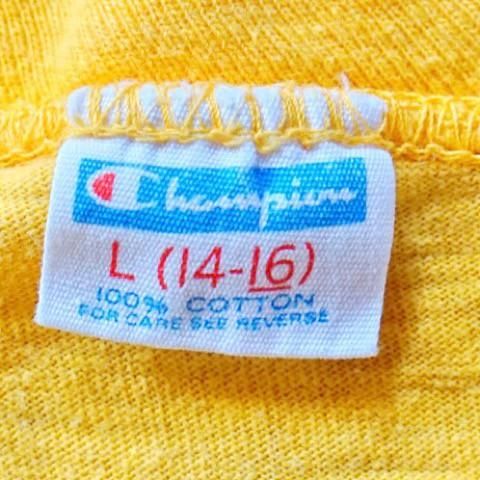 Champion
L (14-16)
100% COTTON
FOR CARE SEE REVERSE